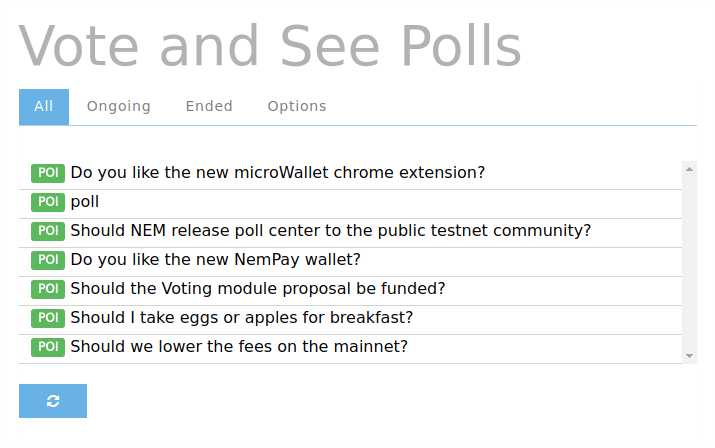 Vote and See Polls
All Ongoing Ended Options
POI Do you like the new microWallet chrome extension?
POI poll
POI Should NEM release poll center to the public testnet community?
POI Do you like the new NemPay wallet?
POI Should the Voting module proposal be funded?
POI Should I take eggs or apples for breakfast?
POI Should we lower the fees on the mainnet?